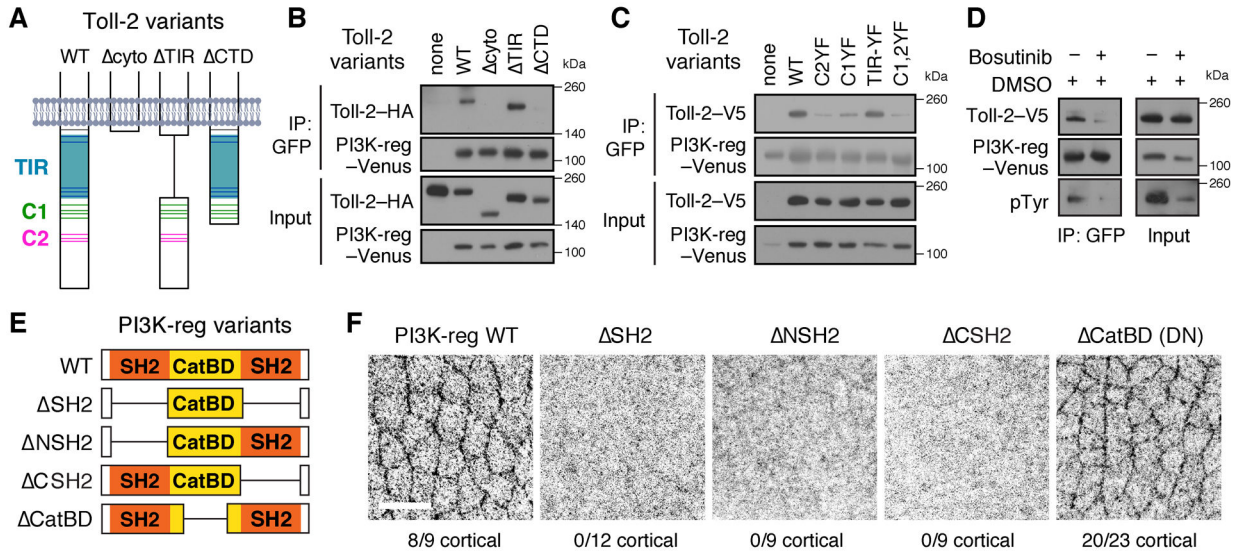 A
Toll-2 variants
WT Δcyto ΔTIR ΔCTD
TIR
C1
C2
B
Toll-2
variants
none
WT
Δcyto
ΔTIR
ΔCTD
kDa
IP:
GFP
Toll-2–HA
260
140
PI3K-reg
–Venus
100
Input
Toll-2–HA
260
140
PI3K-reg
–Venus
100
C
Toll-2
variants
none
WT
C2YF
C1YF
TIR-YF
C1,2YF
kDa
IP:
GFP
Toll-2–V5
260
PI3K-reg
–Venus
100
Input
Toll-2–V5
260
PI3K-reg
–Venus
100
D
Bosutinib – + – +
DMSO + + + +
kDa
Toll-2–V5
260
PI3K-reg
–Venus
100
pTyr
260
IP: GFP Input
E
PI3K-reg variants
WT SH2 CatBD SH2
ΔSH2 CatBD
ΔNSH2 CatBD SH2
ΔCSH2 SH2 CatBD
ΔCatBD SH2 SH2
F
PI3K-reg WT ΔSH2 ΔNSH2 ΔCSH2 ΔCatBD (DN)
8/9 cortical 0/12 cortical 0/9 cortical 0/9 cortical 20/23 cortical